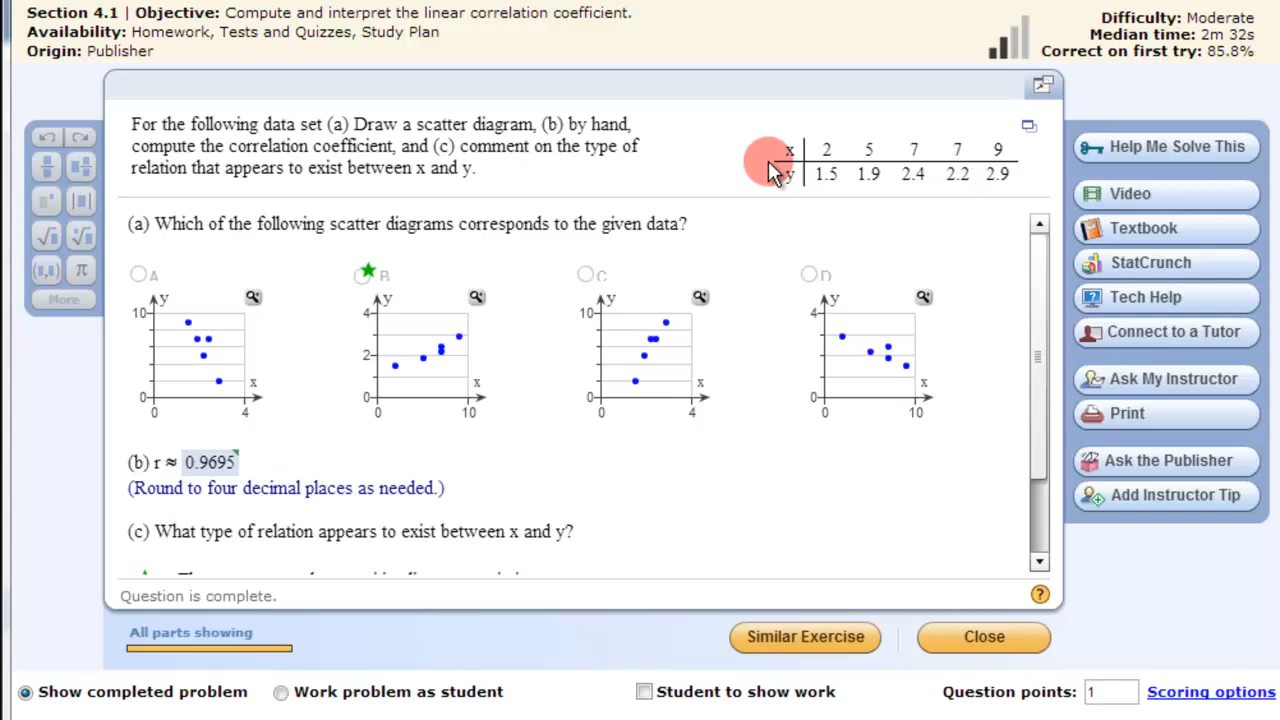 Section 4.1 | Objective: Compute and interpret the linear correlation coefficient.
Availability: Homework, Tests and Quizzes, Study Plan
Origin: Publisher
Difficulty: Moderate
Median time: 2m 32s
Correct on first try: 85.8%
For the following data set (a) Draw a scatter diagram, (b) by hand,
compute the correlation coefficient, and (c) comment on the type of
relation that appears to exist between x and y.
x 2 5 7 7 9
y 1.5 1.9 2.4 2.2 2.9
(a) Which of the following scatter diagrams corresponds to the given data?
A
y
10
0
0
4
x
B
y
4
2
0
0
10
x
C
y
10
0
0
4
x
D
y
4
0
0
10
x
(b) r ≈ 0.9695
(Round to four decimal places as needed.)
(c) What type of relation appears to exist between x and y?
Question is complete.
All parts showing
Similar Exercise
Close
(▪,▪)
π
More
Help Me Solve This
Video
Textbook
StatCrunch
Tech Help
Connect to a Tutor
Ask My Instructor
Print
Ask the Publisher
Add Instructor Tip
Show completed problem
Work problem as student
Student to show work
Question points: 1
Scoring options